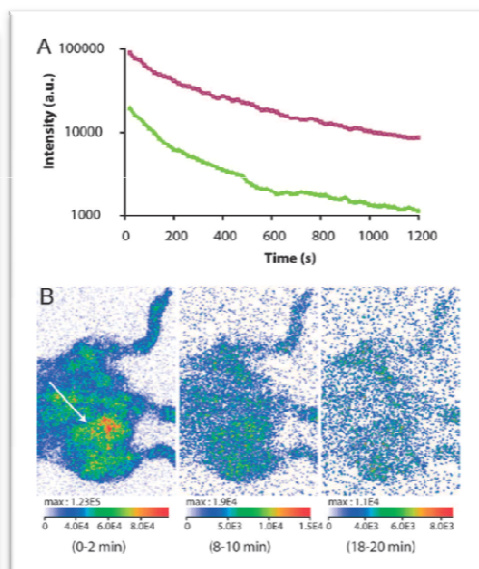 A
100000
10000
1000
Intensity (a.u.)
0 200 400 600 800 1000 1200
Time (s)
B
max : 1.23E5 max : 1.9E4 max : 1.1E4
0 4.0E4 6.0E4 8.0E4 0 5.0E3 1.0E4 1.5E4 0 4.0E3 6.0E3 8.0E3
(0-2 min) (8-10 min) (18-20 min)